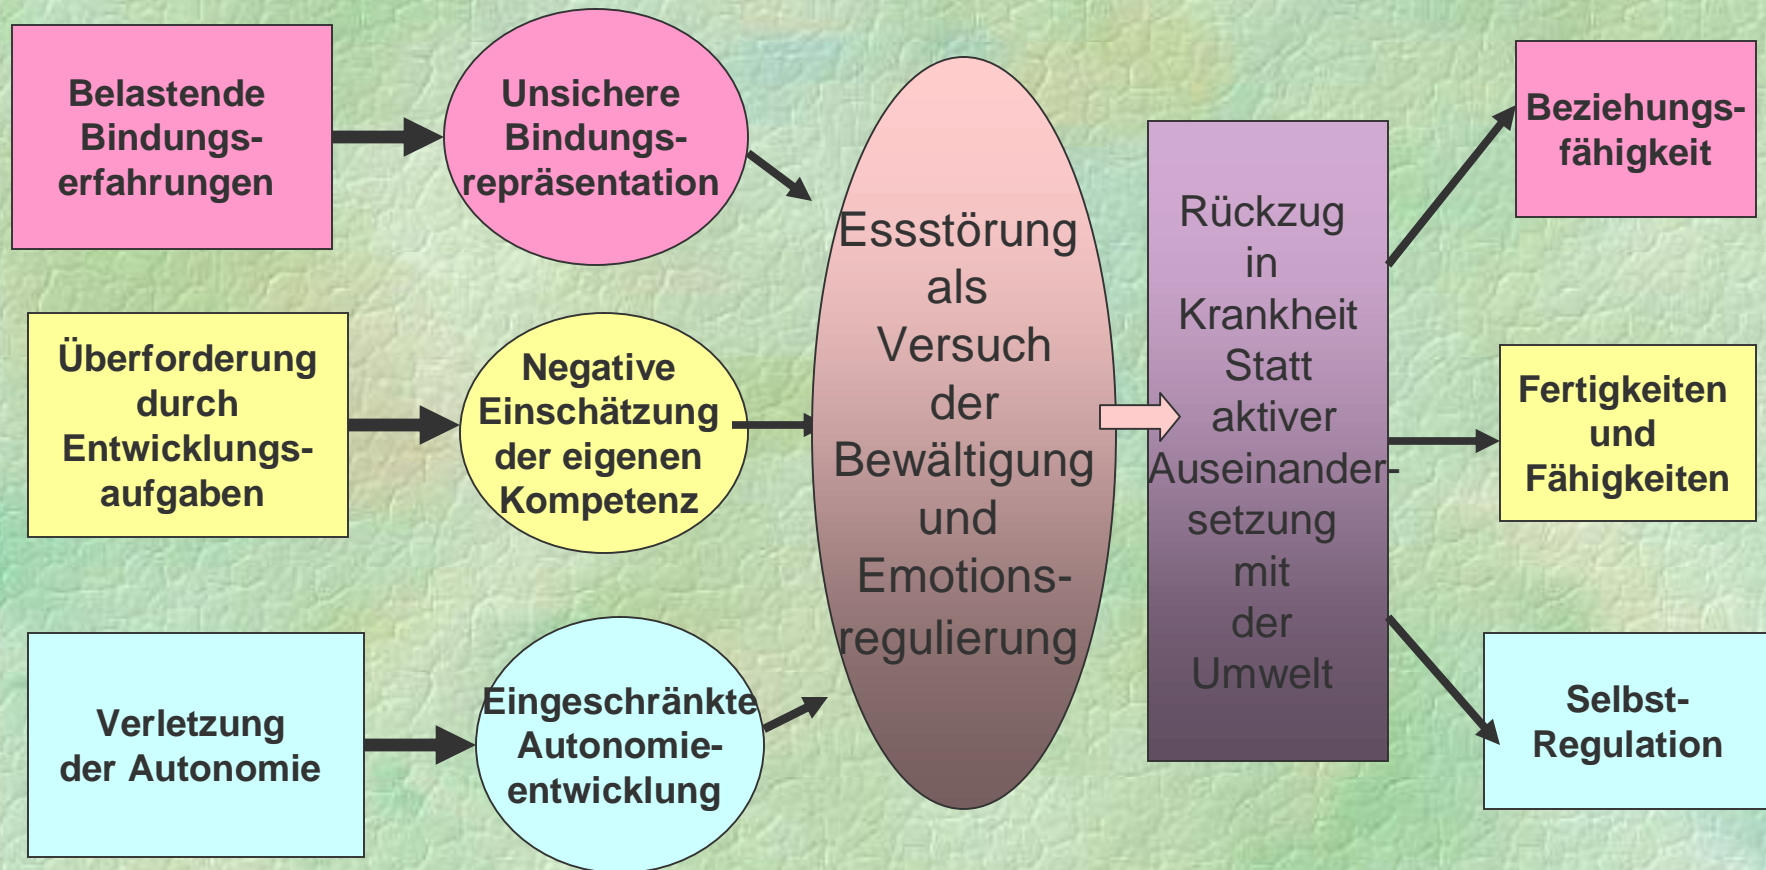 Belastende
Bindungs-
erfahrungen
Unsichere
Bindungs-
repräsentation
Überforderung
durch
Entwicklungs-
aufgaben
Negative
Einschätzung
der eigenen
Kompetenz
Verletzung
der Autonomie
Eingeschränkte
Autonomie-
entwicklung
Essstörung
als
Versuch
der
Bewältigung
und
Emotions-
regulierung
Rückzug
in
Krankheit
Statt
aktiver
Auseinander-
setzung
mit
der
Umwelt
Beziehungs-
fähigkeit
Fertigkeiten
und
Fähigkeiten
Selbst-
Regulation